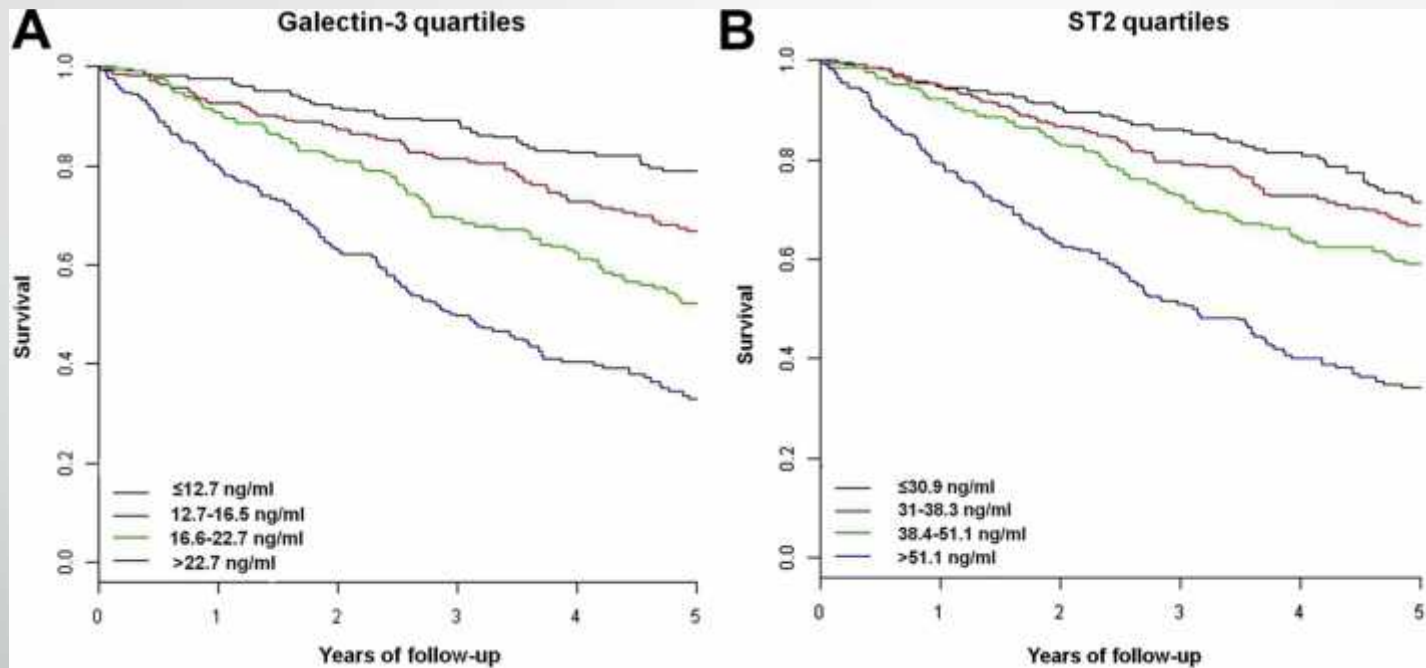 A
Galectin-3 quartiles
Survival
1.0
0.8
0.6
0.4
0.2
0.0
≤12.7 ng/ml
12.7-16.5 ng/ml
16.6-22.7 ng/ml
>22.7 ng/ml
0 1 2 3 4 5
Years of follow-up
B
ST2 quartiles
Survival
1.0
0.8
0.6
0.4
0.2
0.0
≤30.9 ng/ml
31-38.3 ng/ml
38.4-51.1 ng/ml
>51.1 ng/ml
0 1 2 3 4 5
Years of follow-up